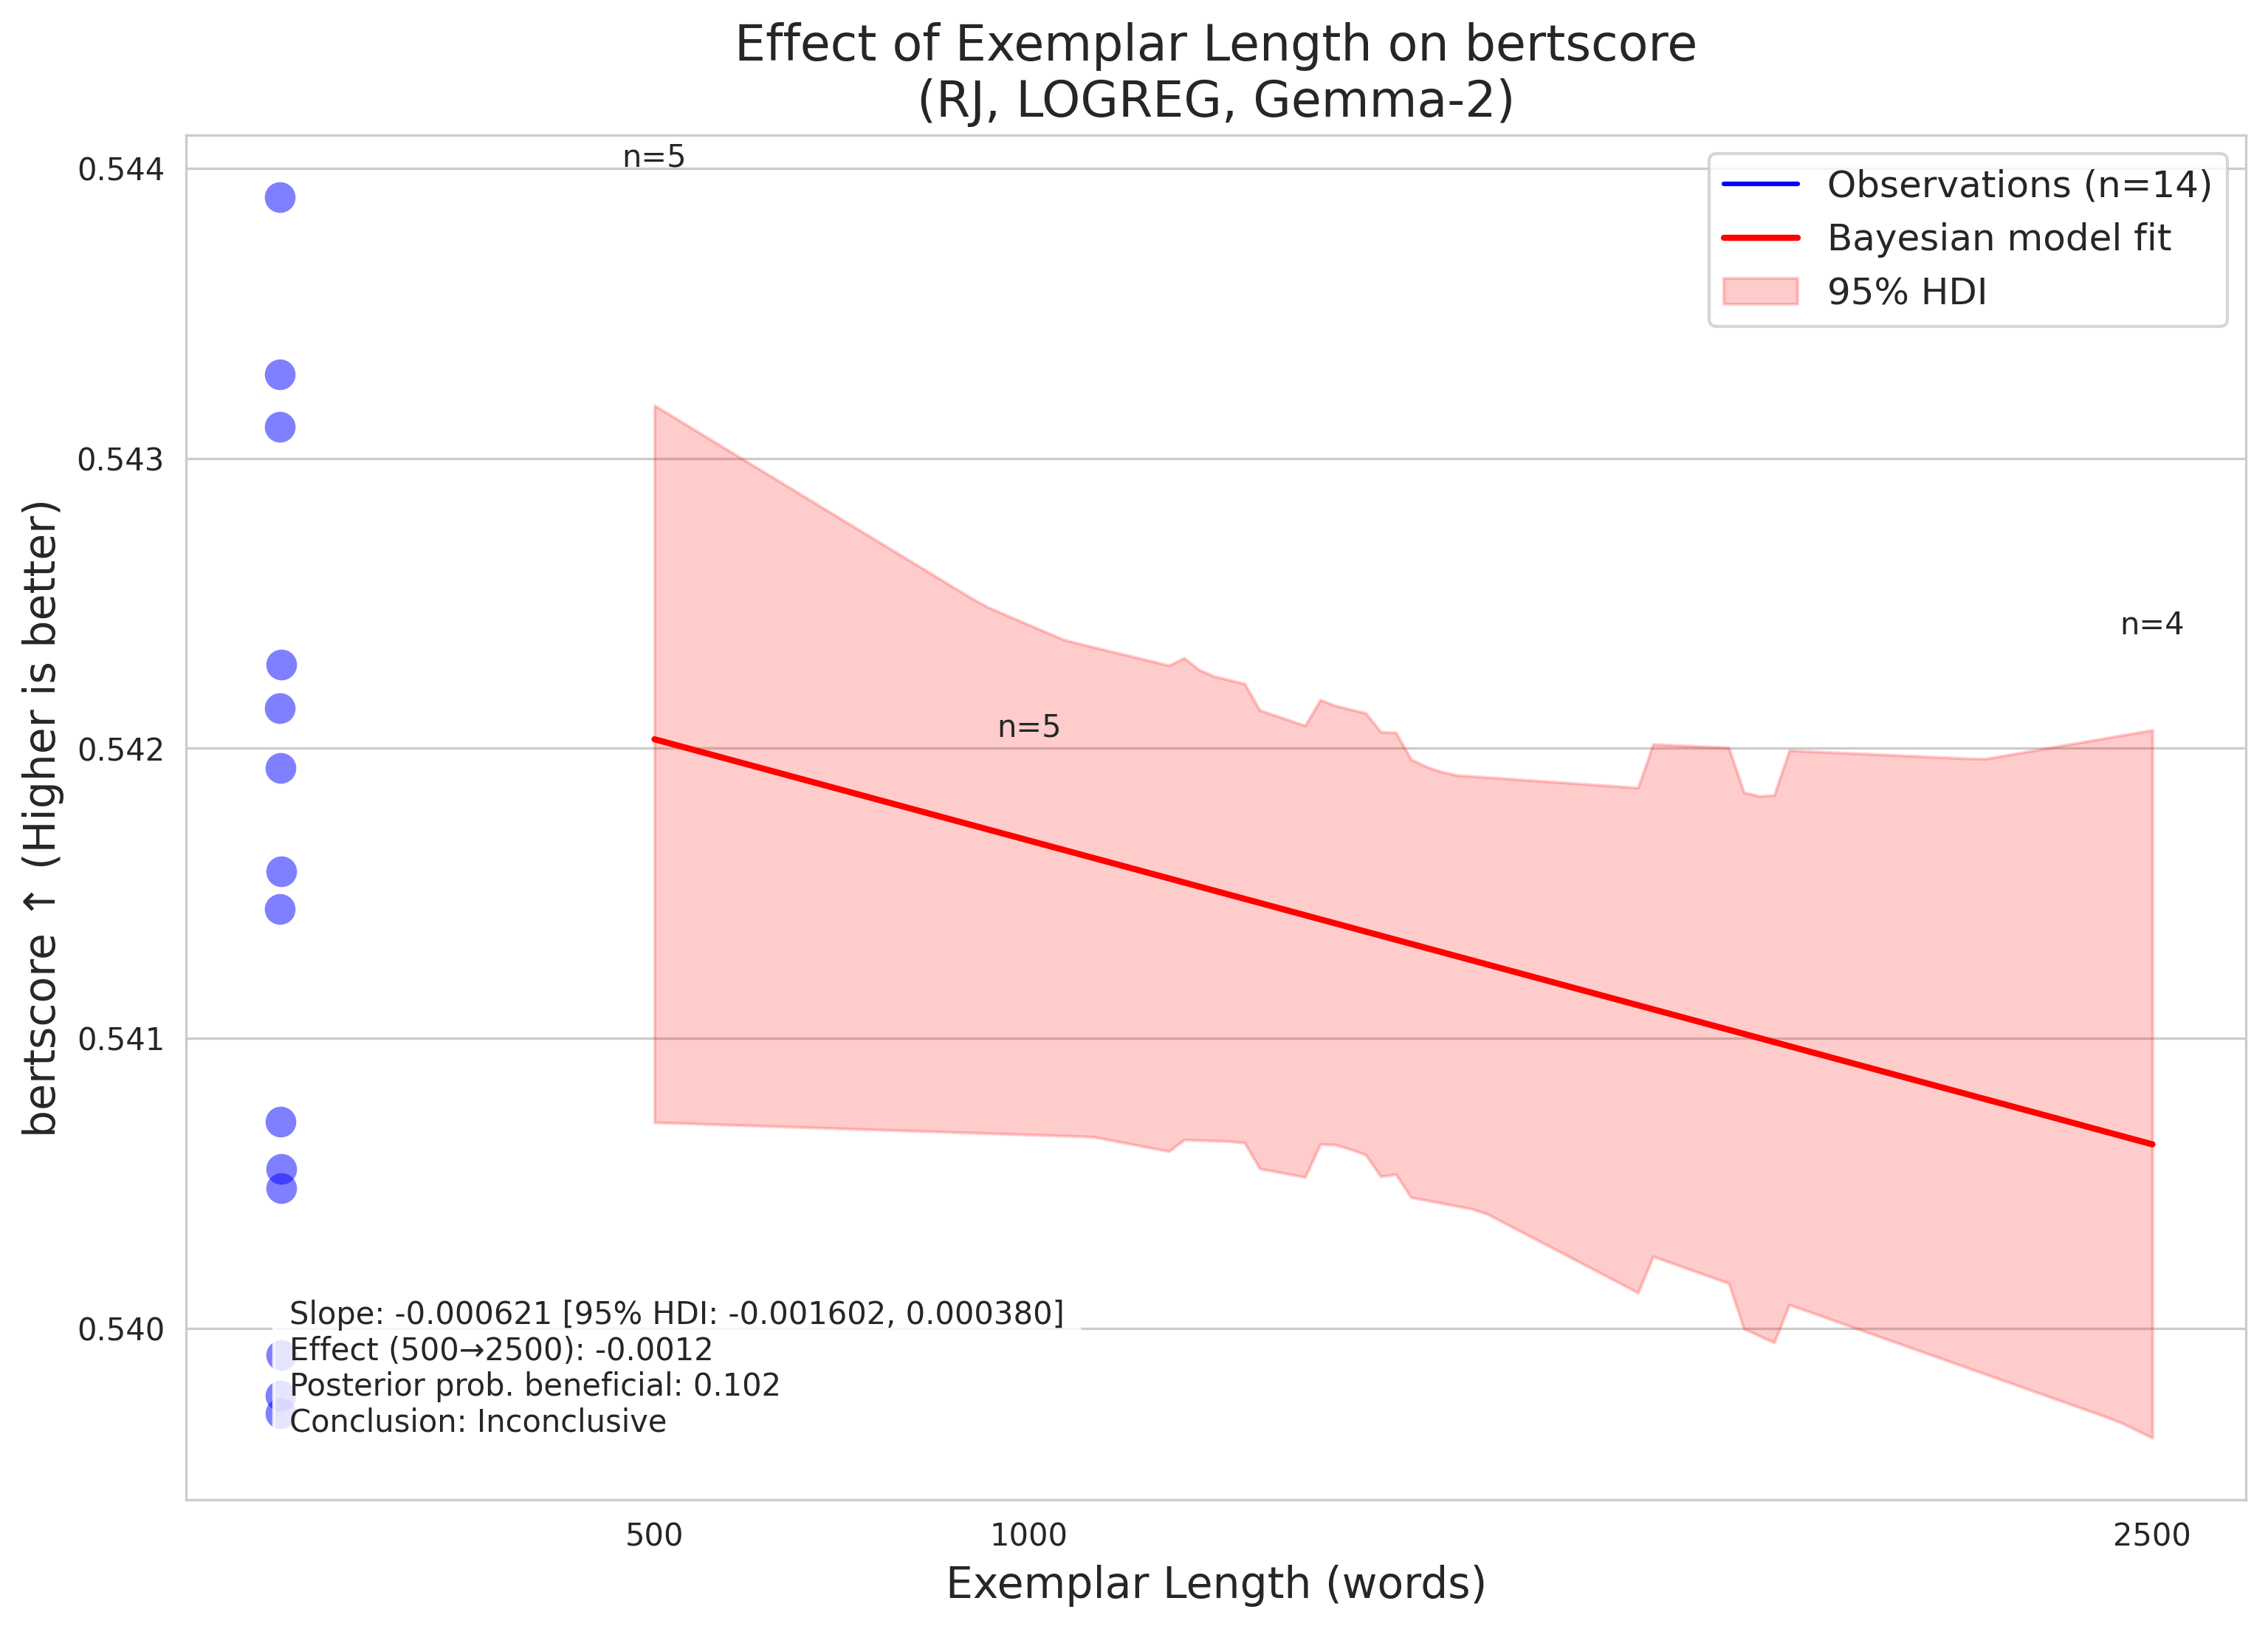 Effect of Exemplar Length on bertscore
(RJ, LOGREG, Gemma-2)
bertscore ↑ (Higher is better)
0.544
0.543
0.542
0.541
0.540
n=5
n=5
n=4
Observations (n=14)
Bayesian model fit
95% HDI
Slope: -0.000621 [95% HDI: -0.001602, 0.000380]
Effect (500→2500): -0.0012
Posterior prob. beneficial: 0.102
Conclusion: Inconclusive
500
1000
2500
Exemplar Length (words)